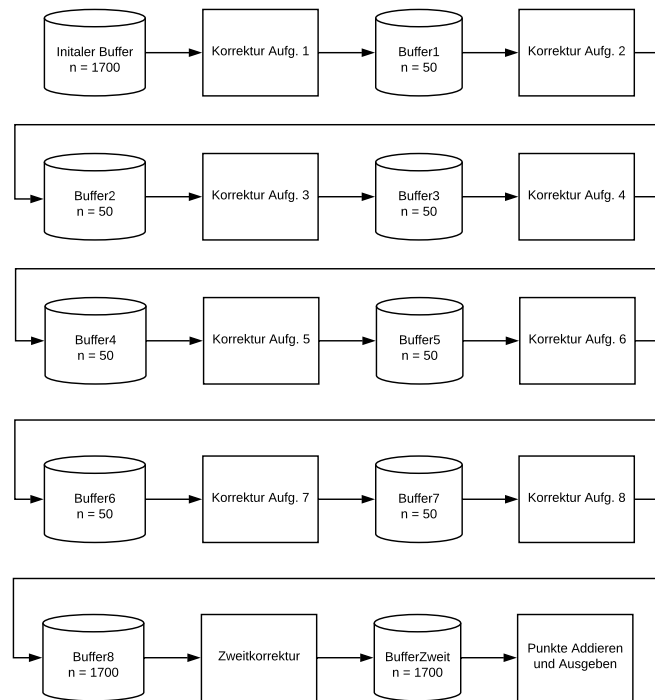 Initaler Buffer
n = 1700
Korrektur Aufg. 1
Buffer1
n = 50
Korrektur Aufg. 2
Buffer2
n = 50
Korrektur Aufg. 3
Buffer3
n = 50
Korrektur Aufg. 4
Buffer4
n = 50
Korrektur Aufg. 5
Buffer5
n = 50
Korrektur Aufg. 6
Buffer6
n = 50
Korrektur Aufg. 7
Buffer7
n = 50
Korrektur Aufg. 8
Buffer8
n = 1700
Zweitkorrektur
BufferZweit
n = 1700
Punkte Addieren
und Ausgeben